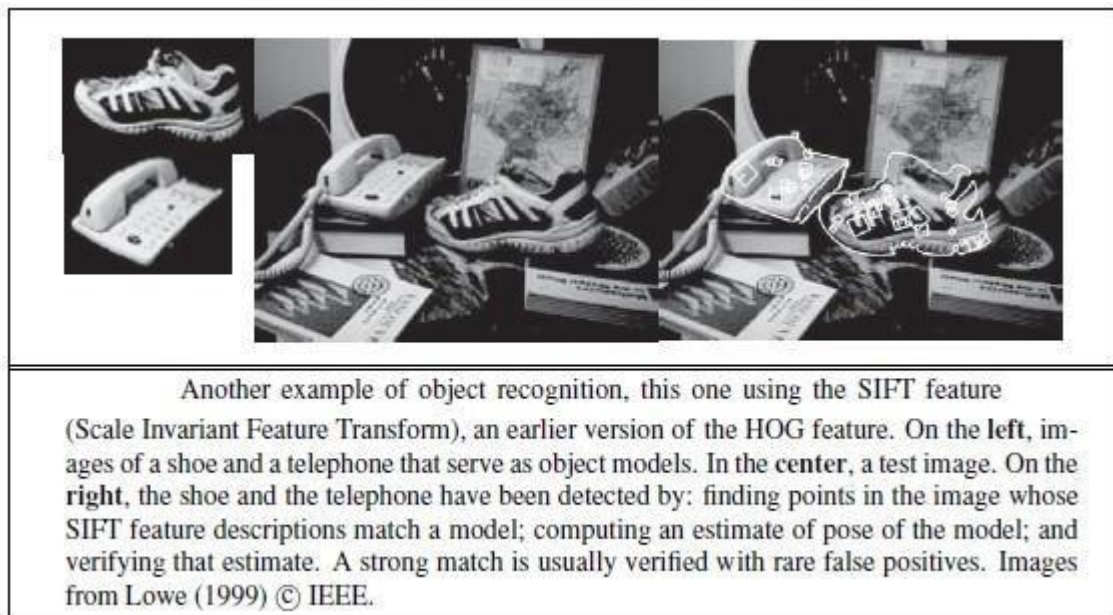 Another example of object recognition, this one using the SIFT feature
(Scale Invariant Feature Transform), an earlier version of the HOG feature. On the left, im-
ages of a shoe and a telephone that serve as object models. In the center, a test image. On the
right, the shoe and the telephone have been detected by: finding points in the image whose
SIFT feature descriptions match a model; computing an estimate of pose of the model; and
verifying that estimate. A strong match is usually verified with rare false positives. Images
from Lowe (1999) © IEEE.